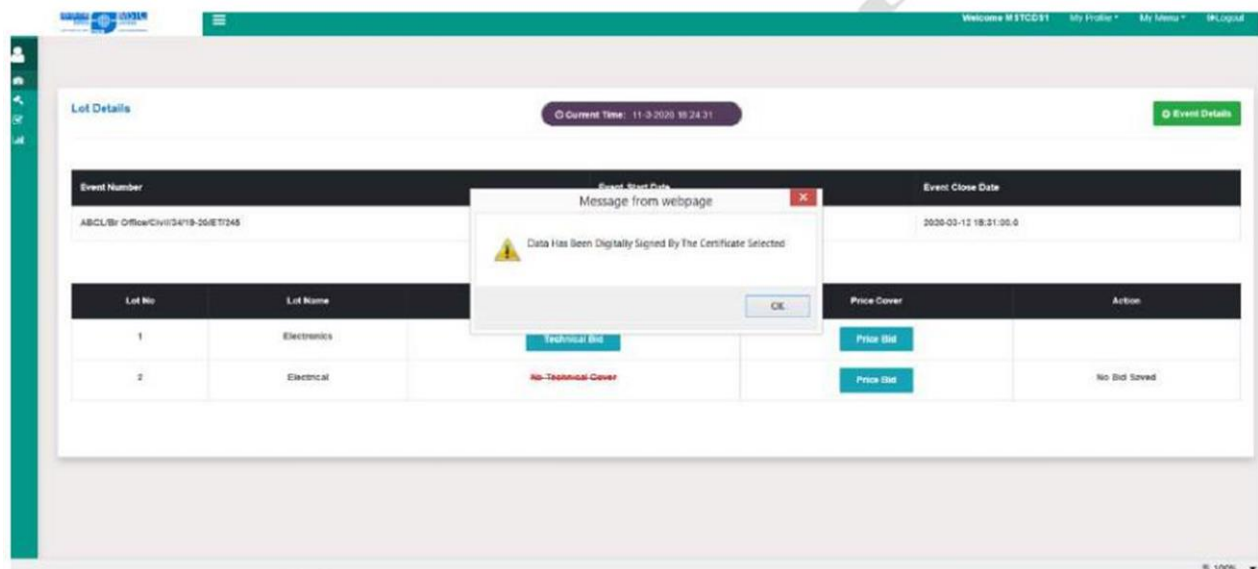 MSTC
Welcome MSTCDS1 My Profile My Menu Logout
Lot Details
Current Time: 11-3-2020 18:24:31
Event Details
Event Number Event Start Date Event Close Date
ABCL/Br Office/Civil/34/19-20/ET/245 2020-03-12 18:31:00.0
Message from webpage
Data Has Been Digitally Signed By The Certificate Selected
OK
Lot No Lot Name Price Cover Action
1 Electronics Technical Bid Price Bid
2 Electrical No Technical Cover Price Bid No Bid Saved
100%